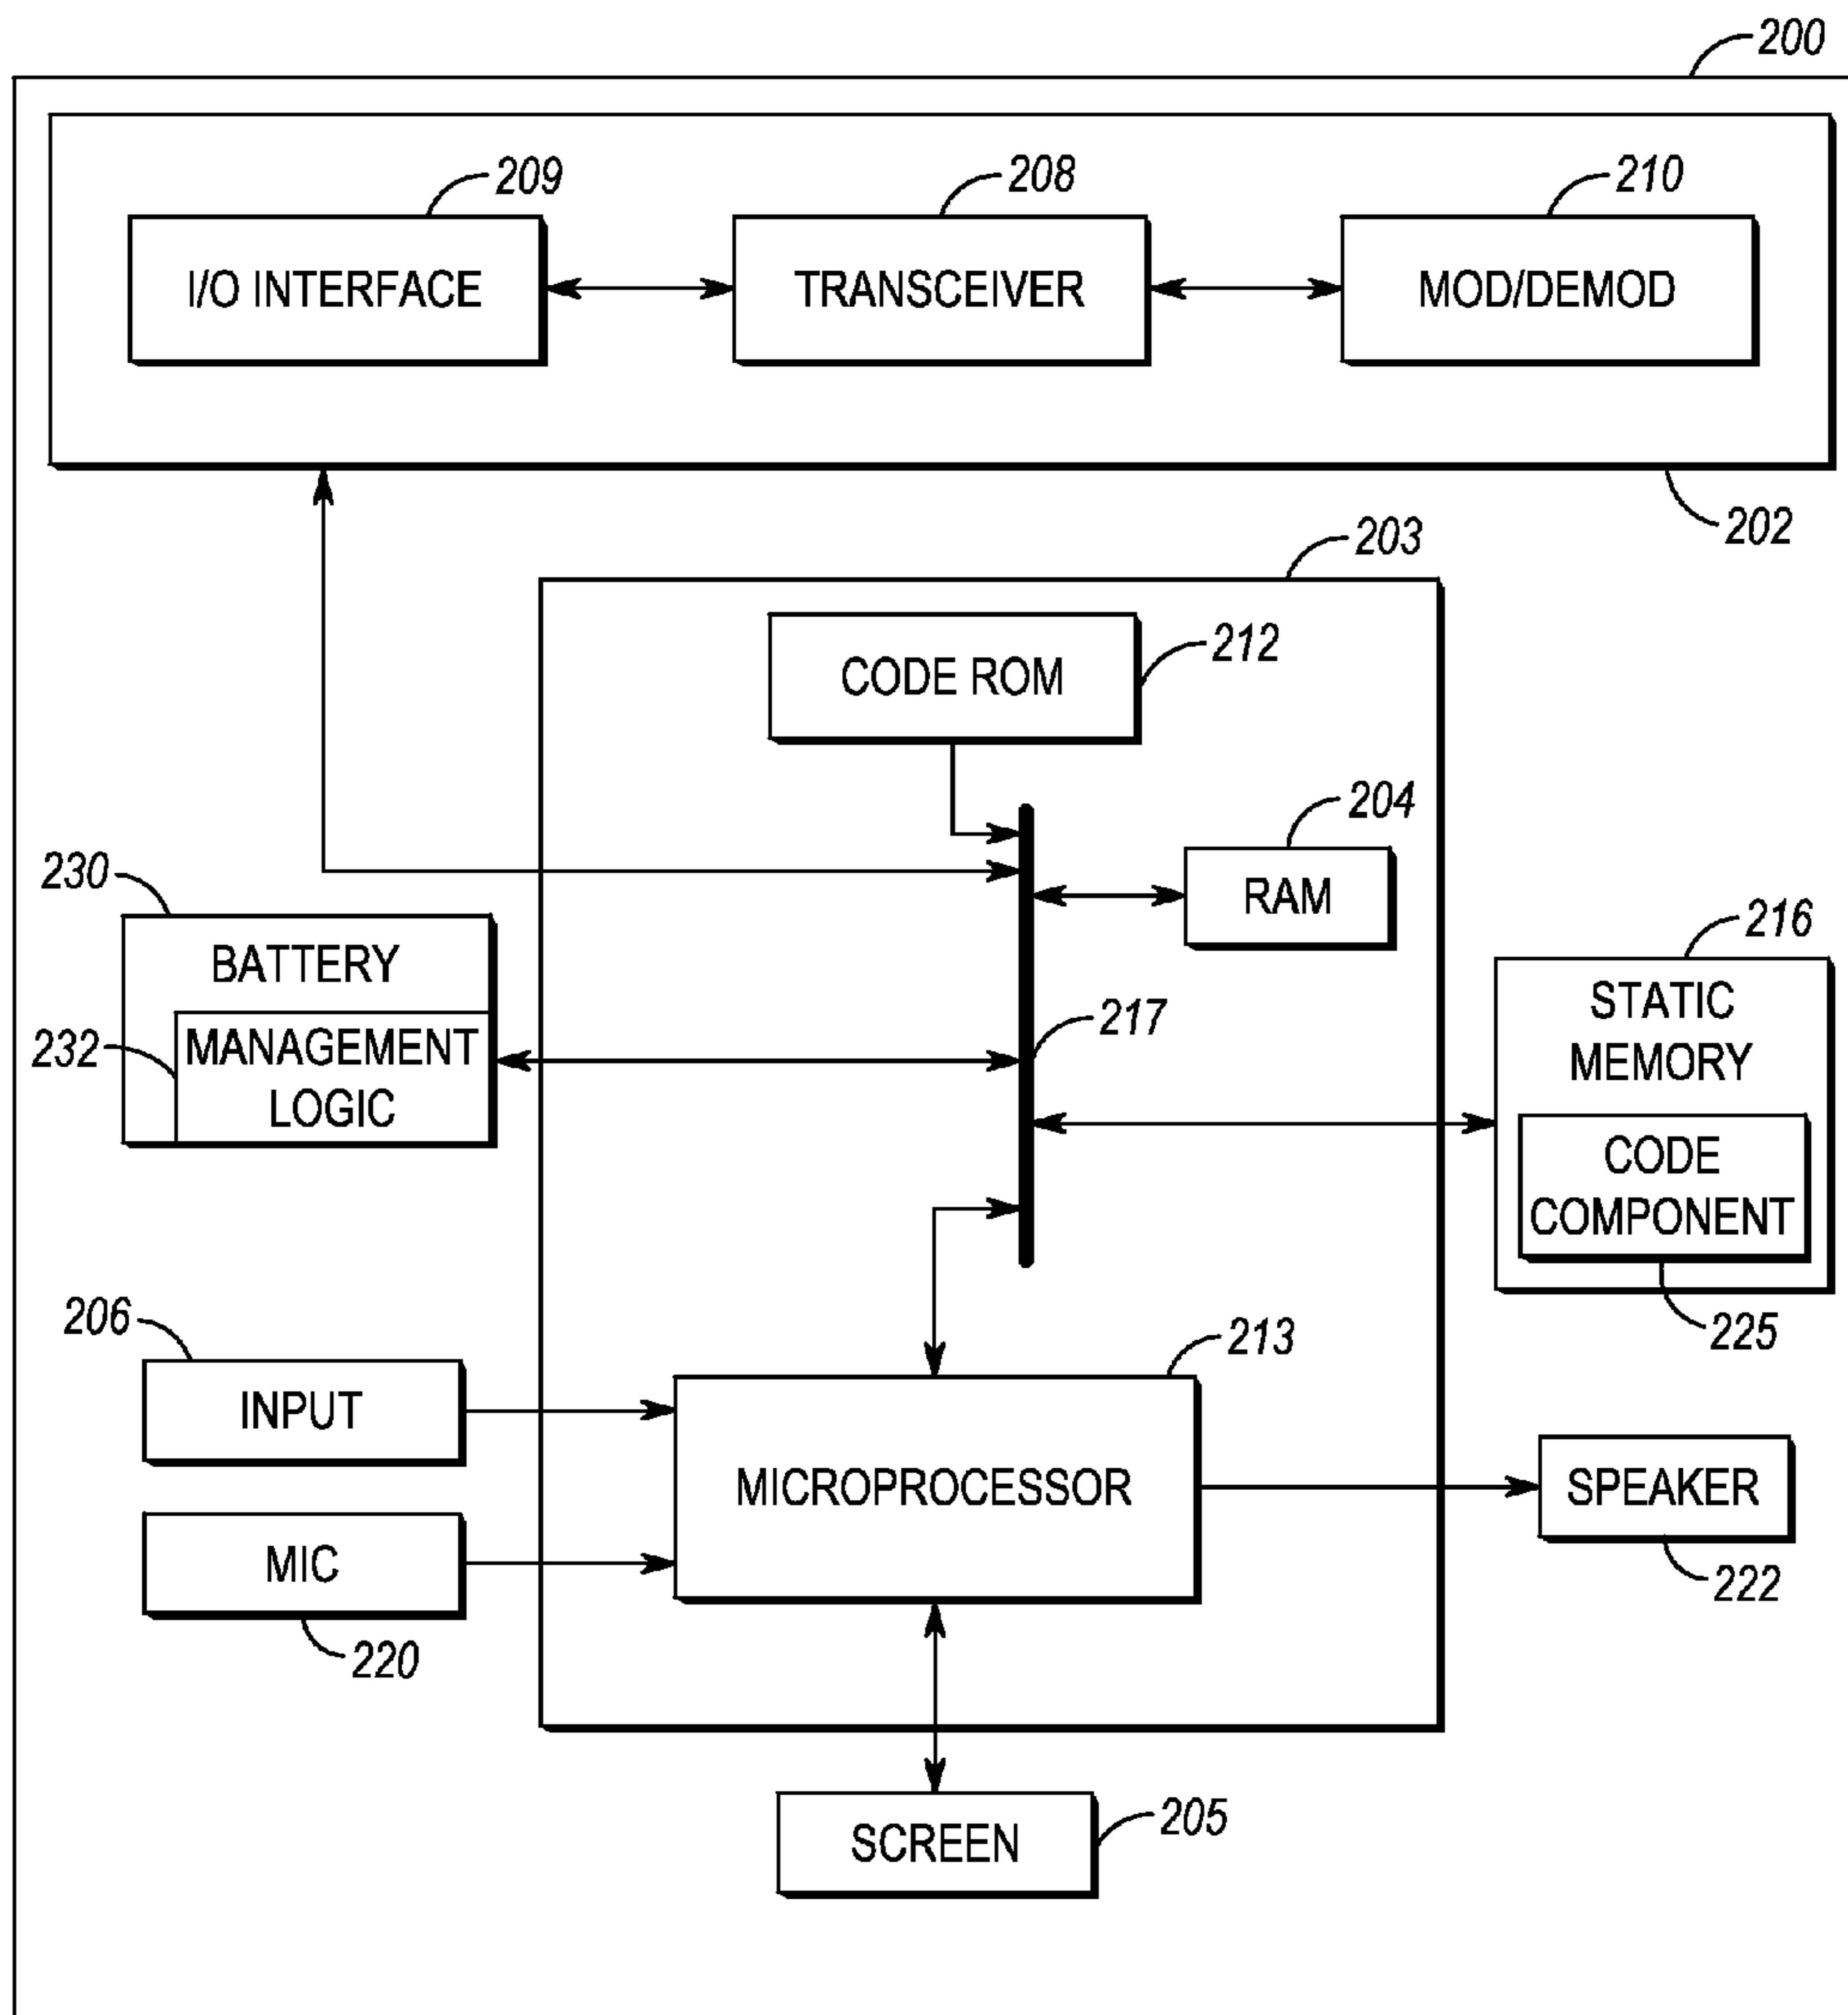 200
209
208
210
I/O INTERFACE
TRANSCEIVER
MOD/DEMOD
202
203
212
CODE ROM
204
RAM
230
BATTERY
232
MANAGEMENT
LOGIC
217
216
STATIC
MEMORY
CODE
COMPONENT
225
206
INPUT
213
MICROPROCESSOR
SPEAKER
222
MIC
220
205
SCREEN